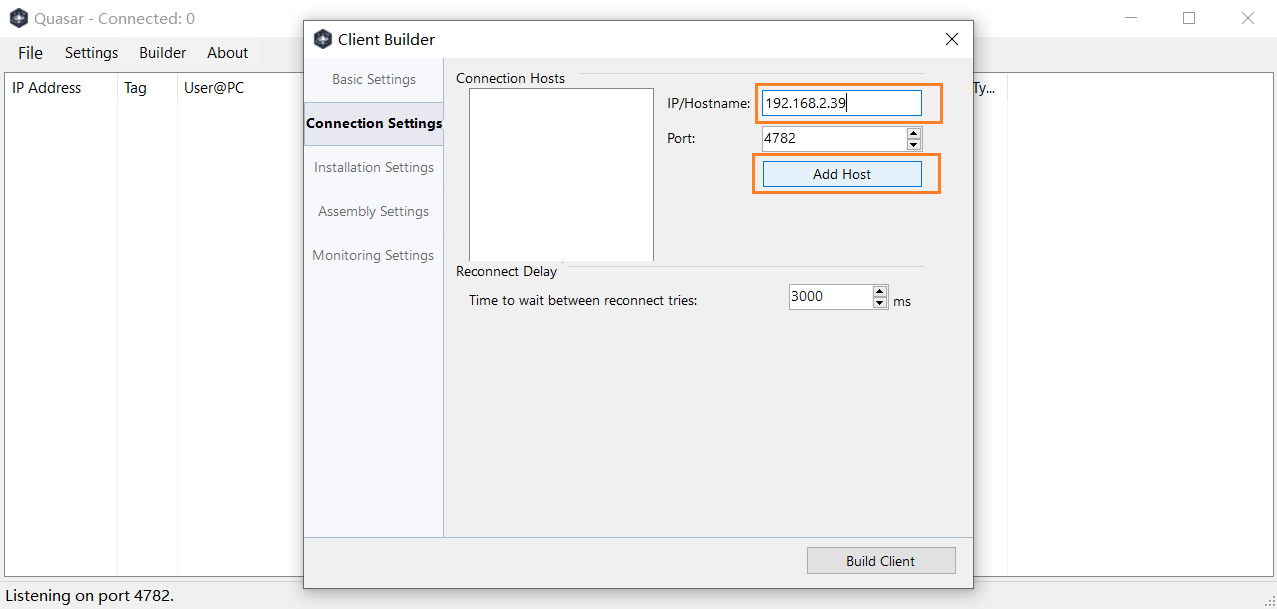 Quasar - Connected: 0
File Settings Builder About
IP Address Tag User@PC Ty...
Client Builder
Basic Settings
Connection Settings
Installation Settings
Assembly Settings
Monitoring Settings
Connection Hosts
IP/Hostname: 192.168.2.39
Port: 4782
Add Host
Reconnect Delay
Time to wait between reconnect tries: 3000 ms
Build Client
Listening on port 4782.